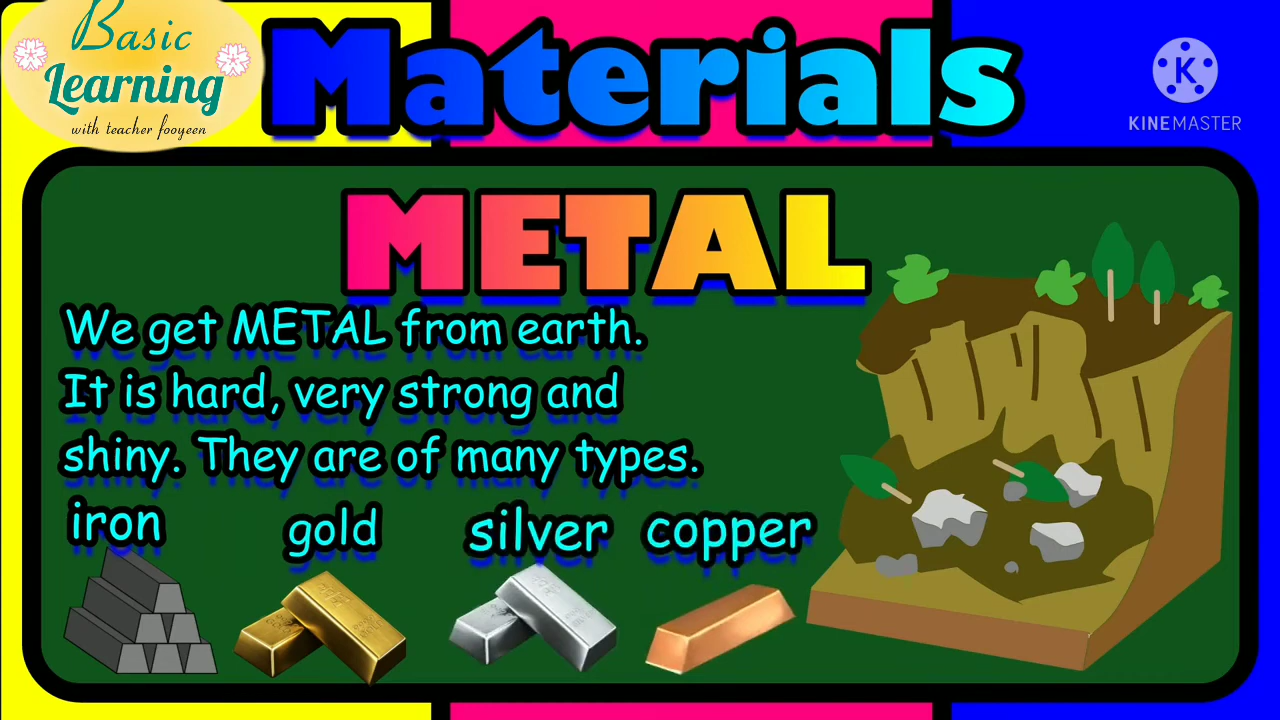 Basic
Learning
with teacher fooyeen
Materials
K
KINEMASTER
METAL
We get METAL from earth.
It is hard, very strong and
shiny. They are of many types.
iron
gold
silver
copper